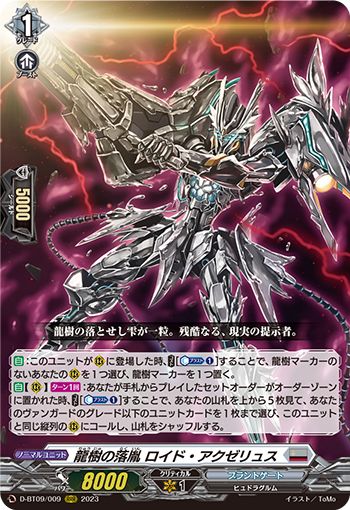 1
グレード
ブースト
5000
シールド
龍樹の落とせし雫が一粒。残酷なる、現実の提示者。
自:このユニットがRに登場した時、[コスト][ソウルブラスト1]することで、龍樹マーカーの
ないあなたのRを1つ選び、龍樹マーカーを1つ置く。
自【R】ターン1回:あなたが手札からプレイしたセットオーダーがオーダーゾーン
に置かれた時、[コスト][1]することで、あなたの山札を上から5枚見て、あな
たのヴァンガードのグレード以下のユニットカードを1枚まで選び、このユニット
と同じ縦列のRにコールし、山札をシャッフルする。
ノーマルユニット
龍樹の落胤 ロイド・アクゼリュス
パワー
8000
クリティカル
1
ブラントゲート
ヒュドラグルム
D-BT09/009 RRR 2023
イラスト/ToMo